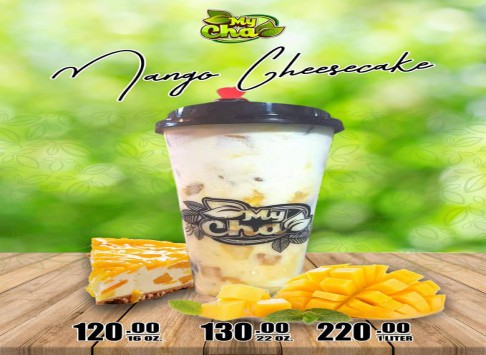 My
Cha
Mango Cheesecake
My
Cha
120.00 16 OZ.
130.00 22 OZ.
220.00 1 LITER